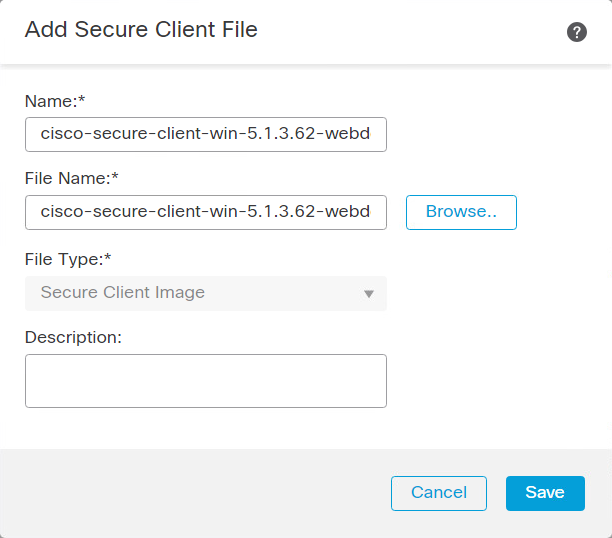 Add Secure Client File
?
Name:*
cisco-secure-client-win-5.1.3.62-webd
File Name:*
cisco-secure-client-win-5.1.3.62-webd
Browse..
File Type:*
Secure Client Image
Description:
Cancel
Save